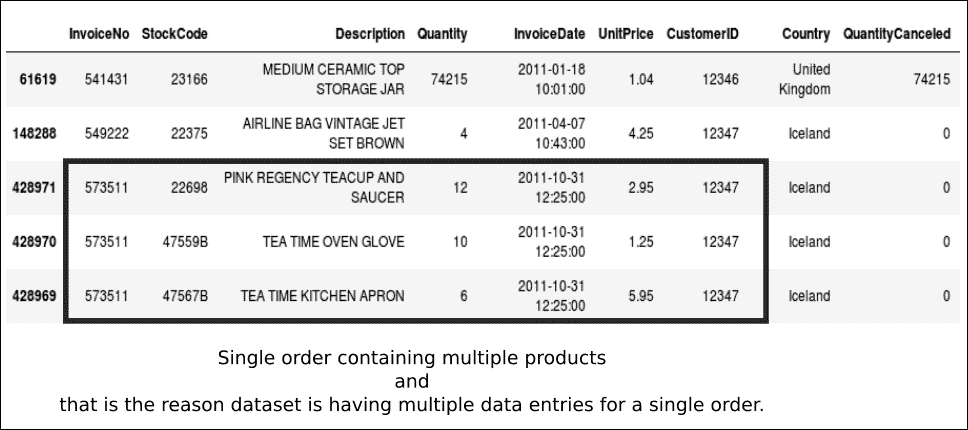 InvoiceNo StockCode Description Quantity InvoiceDate UnitPrice CustomerID Country QuantityCanceled
61619 541431 23166 MEDIUM CERAMIC TOP STORAGE JAR 74215 2011-01-18 10:01:00 1.04 12346 United Kingdom 74215
148288 549222 22375 AIRLINE BAG VINTAGE JET SET BROWN 4 2011-04-07 10:43:00 4.25 12347 Iceland 0
428971 573511 22698 PINK REGENCY TEACUP AND SAUCER 12 2011-10-31 12:25:00 2.95 12347 Iceland 0
428970 573511 47559B TEA TIME OVEN GLOVE 10 2011-10-31 12:25:00 1.25 12347 Iceland 0
428969 573511 47567B TEA TIME KITCHEN APRON 6 2011-10-31 12:25:00 5.95 12347 Iceland 0
Single order containing multiple products
and
that is the reason dataset is having multiple data entries for a single order.